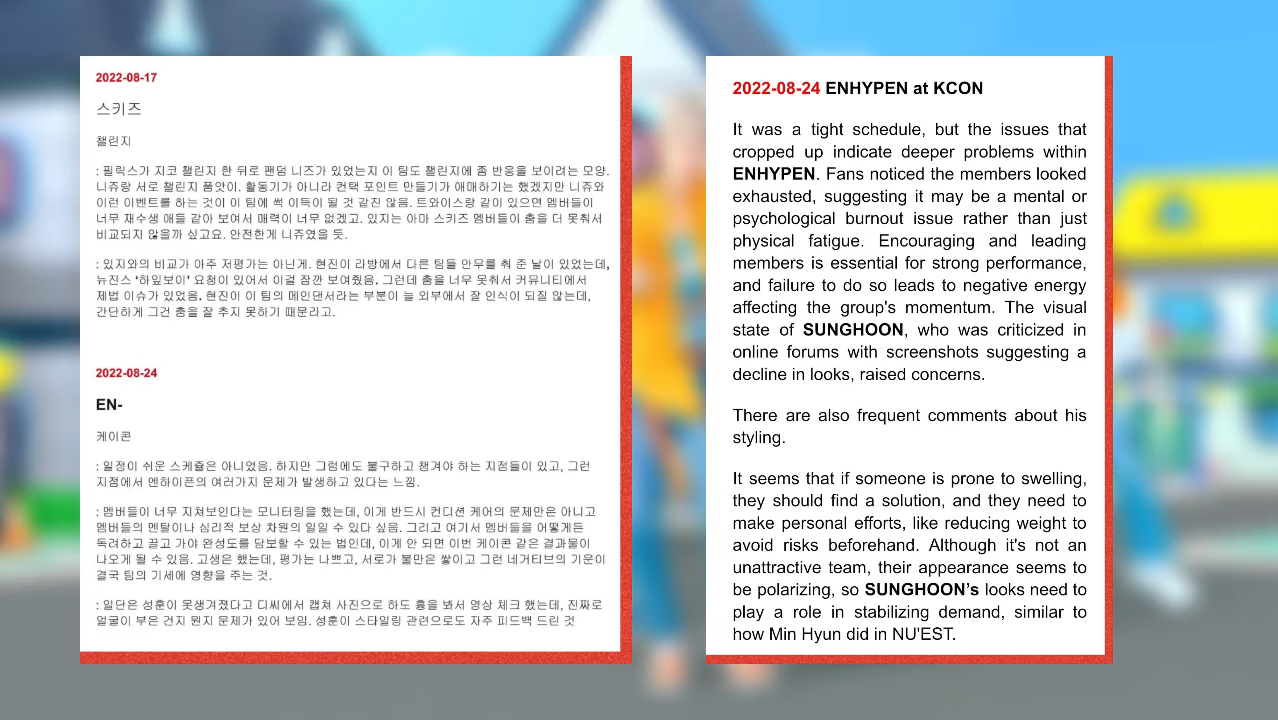 2022-08-17
스키즈
챌린지
: 필릭스가 지코 챌린지 한 뒤로 팬덤 니즈가 있었는지 이 팀도 챌린지에 좀 반응을 보이려는 모양.
니쥬랑 서로 챌린지 품앗이. 활동기가 아니라 컨택 포인트 만들기가 애매하기는 했겠지만 니쥬와
이런 이벤트를 하는 것이 이 팀에 썩 이득이 될 것 같진 않음. 트와이스랑 같이 있으면 멤버들이
너무 재수생 애들 같아 보여서 매력이 너무 없겠고. 있지는 아마 스키즈 멤버들이 춤을 더 못춰서
비교되지 않을까 싶고요. 안전한게 니쥬였을 듯.
: 있지와의 비교가 아주 저평가는 아닌게. 현진이 라방에서 다른 팀들 안무를 춰 준 날이 있었는데,
뉴진스 ‘하잎보이’ 요청이 있어서 이걸 잠깐 보여줬음. 그런데 춤을 너무 못춰서 커뮤니티에서
제법 이슈가 있었음. 현진이 이 팀의 메인댄서라는 부분이 늘 외부에서 잘 인식이 되질 않는데,
간단하게 그건 춤을 잘 추지 못하기 때문라고.
2022-08-24
EN-
케이콘
: 일정이 쉬운 스케쥴은 아니었음. 하지만 그럼에도 불구하고 챙겨야 하는 지점들이 있고, 그런
지점에서 엔하이픈의 여러가지 문제가 발생하고 있다는 느낌.
: 멤버들이 너무 지쳐보인다는 모니터링을 했는데, 이게 반드시 컨디션 케어의 문제만은 아니고
멤버들의 멘탈이나 심리적 보상 차원의 일일 수 있다 싶음. 그리고 여기서 멤버들을 어떻게든
독려하고 끌고 가야 완성도를 담보할 수 있는 법인데, 이게 안 되면 이번 케이콘 같은 결과물이
나오게 될 수 있음. 고생은 했는데, 평가는 나쁘고, 서로가 불만은 쌓이고 그런 네거티브의 기운이
결국 팀의 기세에 영향을 주는 것.
: 일단은 성훈이 못생겨졌다고 디씨에서 캡쳐 사진으로 하도 흉을 봐서 영상 체크 했는데, 진짜로
얼굴이 부은 건지 뭔지 문제가 있어 보임. 성훈이 스타일링 관련으로도 자주 피드백 드린 것
2022-08-24 ENHYPEN at KCON
It was a tight schedule, but the issues that
cropped up indicate deeper problems within
ENHYPEN. Fans noticed the members looked
exhausted, suggesting it may be a mental or
psychological burnout issue rather than just
physical fatigue. Encouraging and leading
members is essential for strong performance,
and failure to do so leads to negative energy
affecting the group's momentum. The visual
state of SUNGHOON, who was criticized in
online forums with screenshots suggesting a
decline in looks, raised concerns.
There are also frequent comments about his
styling.
It seems that if someone is prone to swelling,
they should find a solution, and they need to
make personal efforts, like reducing weight to
avoid risks beforehand. Although it's not an
unattractive team, their appearance seems to
be polarizing, so SUNGHOON’s looks need to
play a role in stabilizing demand, similar to
how Min Hyun did in NU'EST.